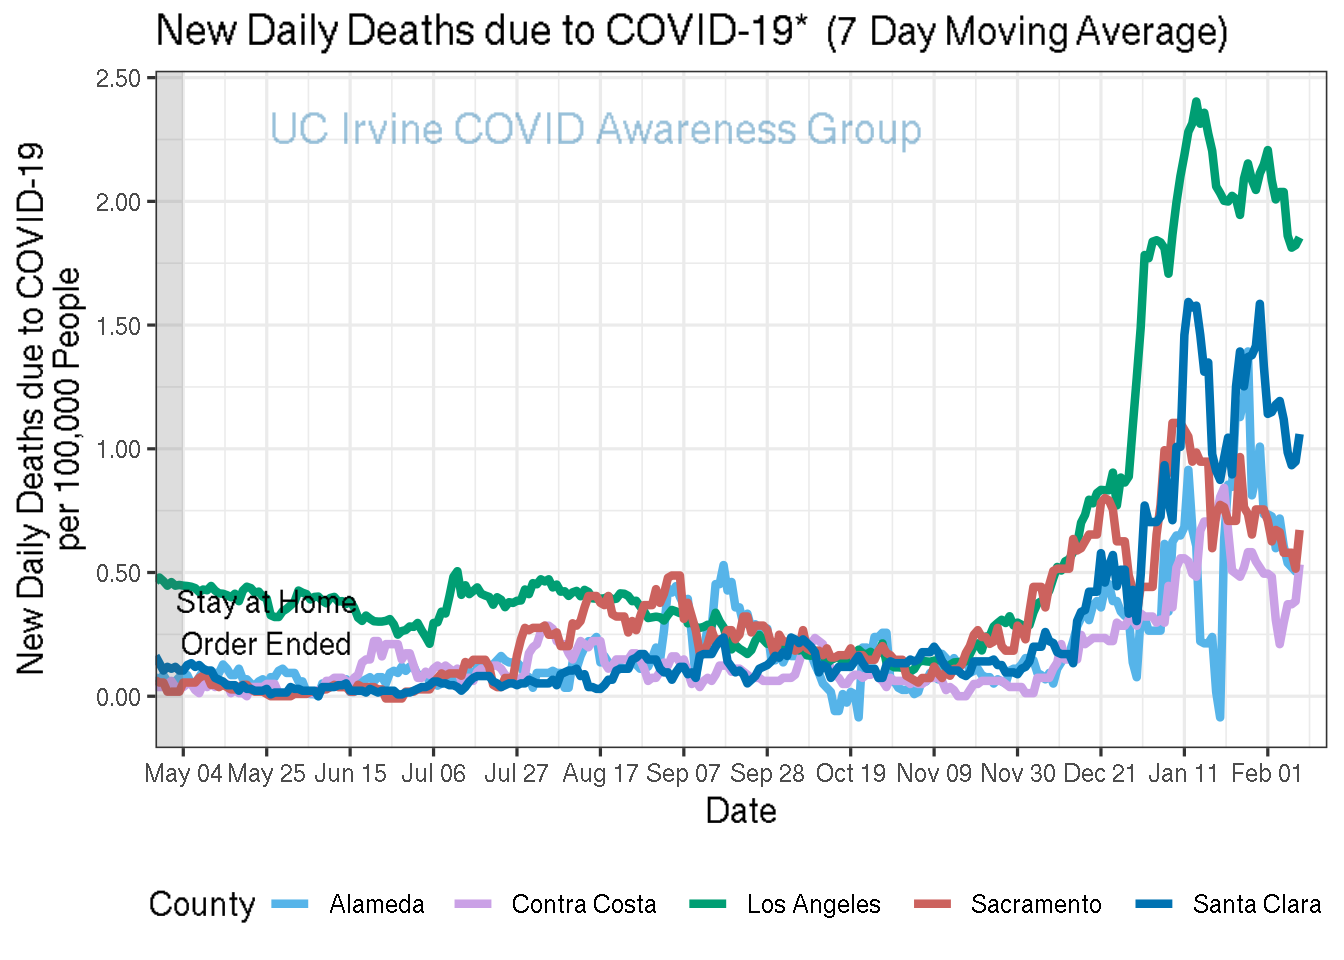 New Daily Deaths due to COVID-19* (7 Day Moving Average)
UC Irvine COVID Awareness Group
New Daily Deaths due to COVID-19
per 100,000 People
2.50
2.00
1.50
1.00
0.50
0.00
Stay at Home
Order Ended
May 04 May 25 Jun 15 Jul 06 Jul 27 Aug 17 Sep 07 Sep 28 Oct 19 Nov 09 Nov 30 Dec 21 Jan 11 Feb 01
Date
County Alameda Contra Costa Los Angeles Sacramento Santa Clara